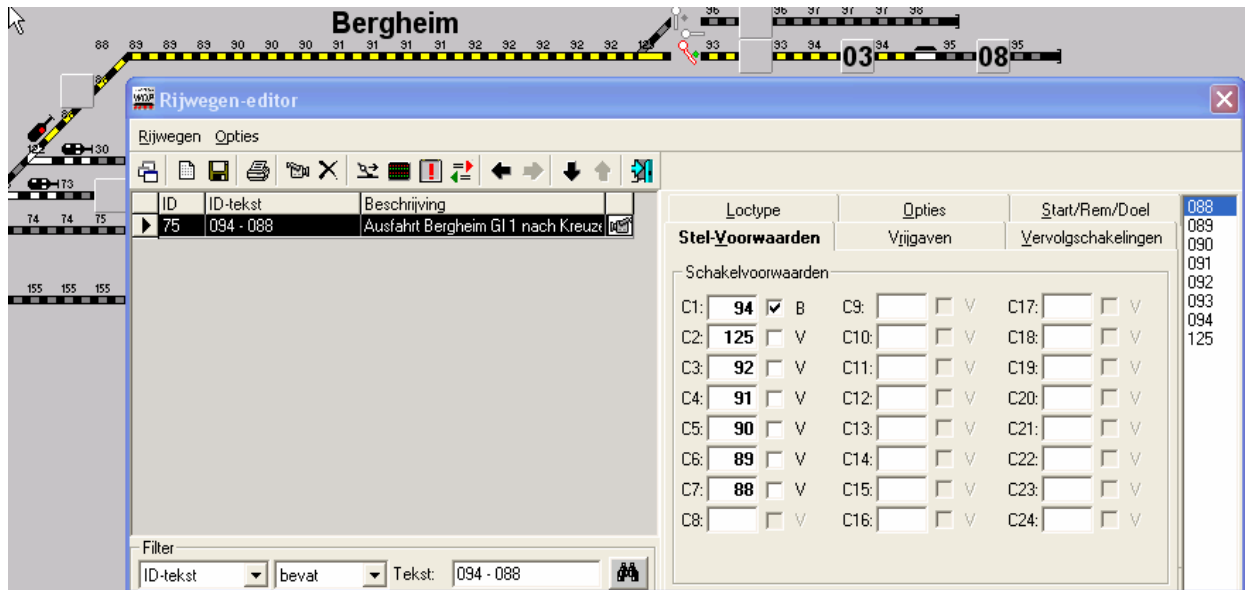 96 96 97 97 97 98
Bergheim
88 89 89 89 90 90 90 91 91 91 91 92 92 92 92 92 125 93 93 94 94 95 95
03 08
Rijwegen-editor
Rijwegen Opties
130
173
74 74 75
155 155 155
ID ID-tekst Beschrijving
75 094 - 088 Ausfahrt Bergheim Gl 1 nach Kreuze
Loctype Opties Start/Rem/Doel
Stel-Voorwaarden Vrijgaven Vervolgschakelingen
Schakelvoorwaarden
C1: 94 B C9: V C17: V
C2: 125 V C10: V C18: V
C3: 92 V C11: V C19: V
C4: 91 V C12: V C20: V
C5: 90 V C13: V C21: V
C6: 89 V C14: V C22: V
C7: 88 V C15: V C23: V
C8: V C16: V C24: V
088
089
090
091
092
093
094
125
Filter
ID-tekst bevat Tekst: 094 - 088